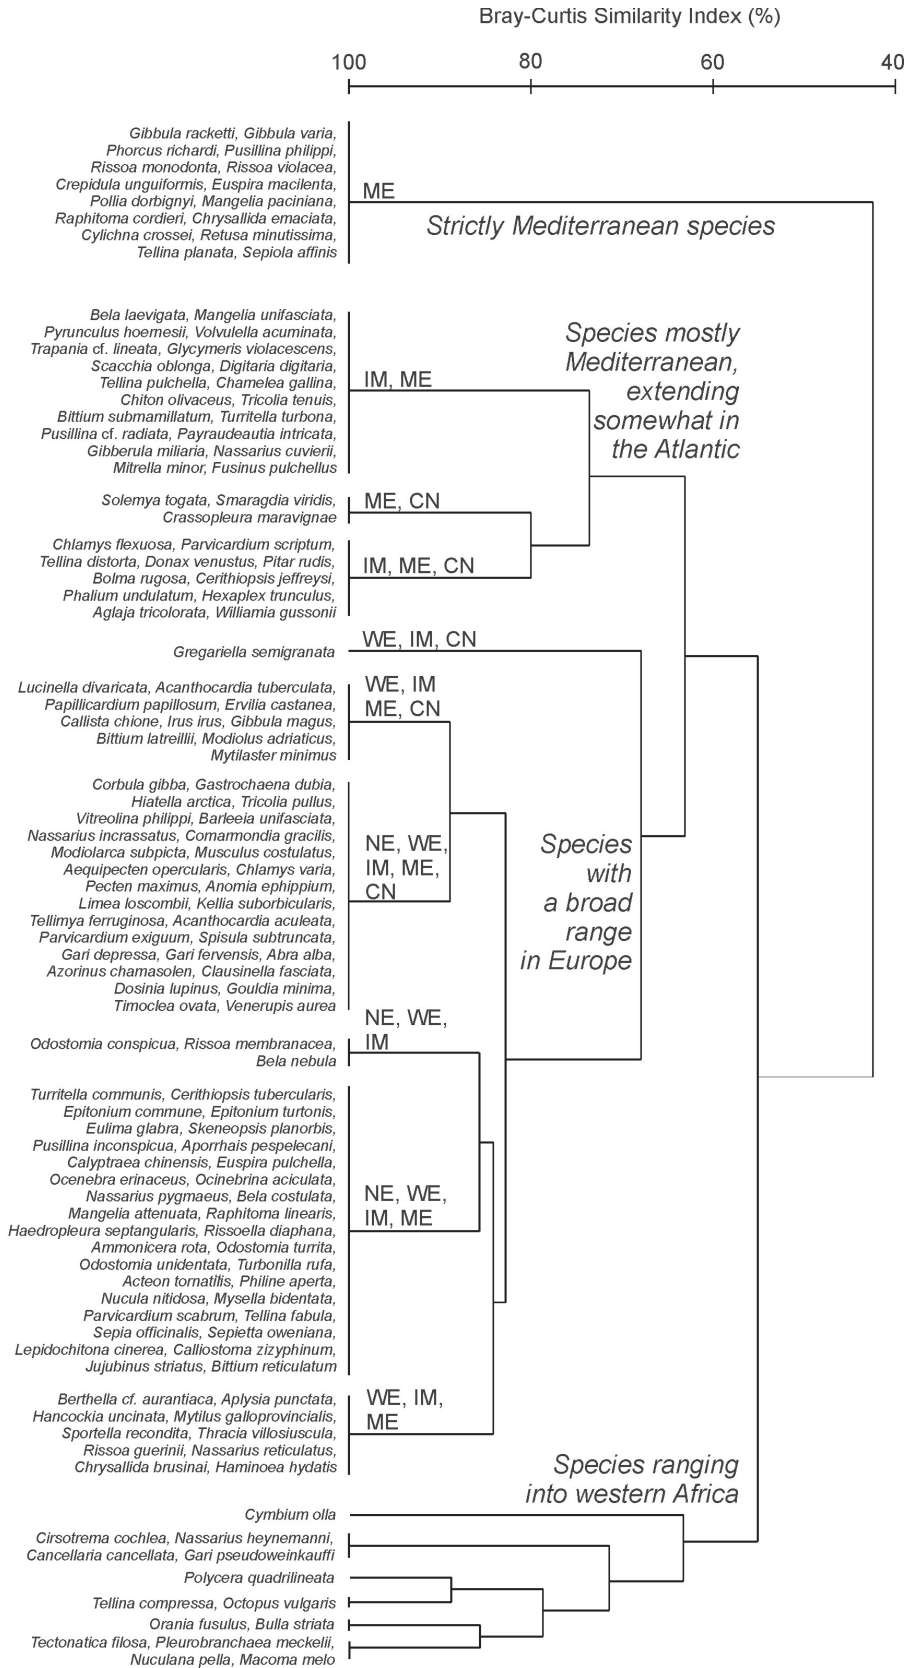 Bray-Curtis Similarity Index (%)
100 80 60 40
Gibbula racketti, Gibbula varia,
Phorcus richardi, Pusillina philippi,
Rissoa monodonta, Rissoa violacea,
Crepidula unguiformis, Euspira macilenta,
Pollia dorbignyi, Mangelia paciniana,
Raphitoma cordieri, Chrysallida emaciata,
Cylichna crossei, Retusa minutissima,
Tellina planata, Sepiola affinis
ME
Strictly Mediterranean species
Bela laevigata, Mangelia unifasciata,
Pyrunculus hoernesii, Volvulella acuminata,
Trapania cf. lineata, Glycymeris violacescens,
Scacchia oblonga, Digitaria digitaria,
Tellina pulchella, Chamelea gallina,
Chiton olivaceus, Tricolia tenuis,
Bittium submamillatum, Turritella turbona,
Pusillina cf. radiata, Payraudeautia intricata,
Gibberula miliaria, Nassarius cuvierii,
Mitrella minor, Fusinus pulchellus
IM, ME
Species mostly
Mediterranean,
extending
somewhat in
the Atlantic
Solemya togata, Smaragdia viridis,
Crassopleura maravignae
ME, CN
Chlamys flexuosa, Parvicardium scriptum,
Tellina distorta, Donax venustus, Pitar rudis,
Bolma rugosa, Cerithiopsis jeffreysi,
Phalium undulatum, Hexaplex trunculus,
Aglaja tricolorata, Williamia gussonii
IM, ME, CN
Gregariella semigranata
WE, IM, CN
Lucinella divaricata, Acanthocardia tuberculata,
Papillicardium papillosum, Ervilia castanea,
Callista chione, Irus irus, Gibbula magus,
Bittium latreillii, Modiolus adriaticus,
Mytilaster minimus
WE, IM
ME, CN
Corbula gibba, Gastrochaena dubia,
Hiatella arctica, Tricolia pullus,
Vitreolina philippi, Barleeia unifasciata,
Nassarius incrassatus, Comarmondia gracilis,
Modiolarca subpicta, Musculus costulatus,
Aequipecten opercularis, Chlamys varia,
Pecten maximus, Anomia ephippium,
Limea loscombii, Kellia suborbicularis,
Tellimya ferruginosa, Acanthocardia aculeata,
Parvicardium exiguum, Spisula subtruncata,
Gari depressa, Gari fervensis, Abra alba,
Azorinus chamasolen, Clausinella fasciata,
Dosinia lupinus, Gouldia minima,
Timoclea ovata, Venerupis aurea
NE, WE,
IM, ME,
CN
Species
with
a broad
range
in Europe
Odostomia conspicua, Rissoa membranacea,
Bela nebula
NE, WE,
IM
Turritella communis, Cerithiopsis tubercularis,
Epitonium commune, Epitonium turtonis,
Eulima glabra, Skeneopsis planorbis,
Pusillina inconspicua, Aporrhais pespelecani,
Calyptraea chinensis, Euspira pulchella,
Ocenebra erinaceus, Ocinebrina aciculata,
Nassarius pygmaeus, Bela costulata,
Mangelia attenuata, Raphitoma linearis,
Haedropleura septangularis, Rissoella diaphana,
Ammonicera rota, Odostomia turrita,
Odostomia unidentata, Turbonilla rufa,
Acteon tornatilis, Philine aperta,
Nucula nitidosa, Mysella bidentata,
Parvicardium scabrum, Tellina fabula,
Sepia officinalis, Sepietta oweniana,
Lepidochitona cinerea, Calliostoma zizyphinum,
Jujubinus striatus, Bittium reticulatum
NE, WE,
IM, ME
Berthella cf. aurantiaca, Aplysia punctata,
Hancockia uncinata, Mytilus galloprovincialis,
Sportella recondita, Thracia villosiuscula,
Rissoa guerinii, Nassarius reticulatus,
Chrysallida brusinai, Haminoea hydatis
WE, IM,
ME
Species ranging
into western Africa
Cymbium olla
Cirsotrema cochlea, Nassarius heynemanni,
Cancellaria cancellata, Gari pseudoweinkauffi
Polycera quadrilineata
Tellina compressa, Octopus vulgaris
Orania fusulus, Bulla striata
Tectonatica filosa, Pleurobranchaea meckelii,
Nuculana pella, Macoma melo